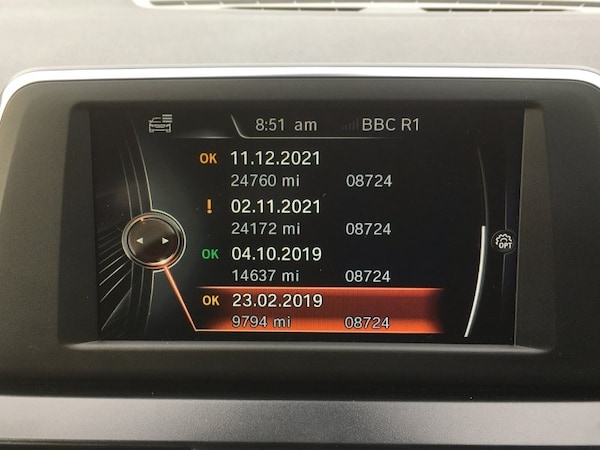 8:51 am BBC R1
OK 11.12.2021
24760 mi 08724
! 02.11.2021
24172 mi 08724
OK 04.10.2019
14637 mi 08724
OPT
OK 23.02.2019
9794 mi 08724